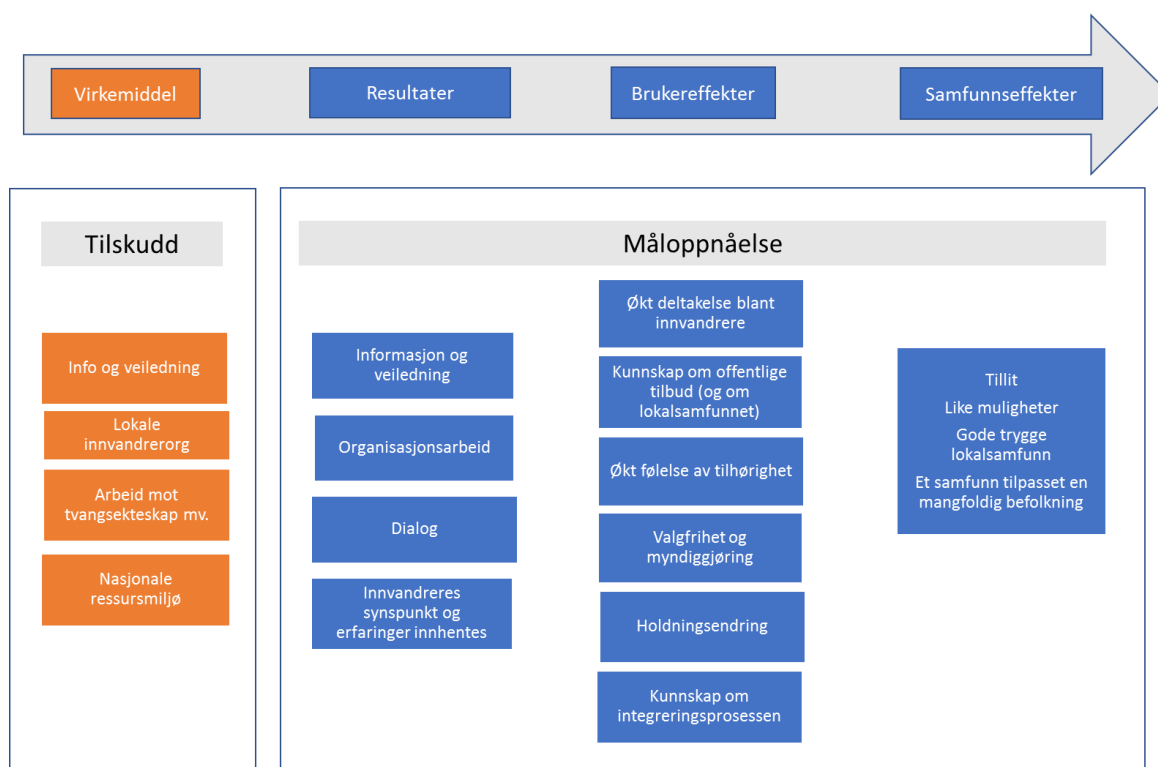 Virkemiddel
Resultater
Brukereffekter
Samfunnseffekter
Tilskudd
Info og veiledning
Lokale
innvandrerorg
Arbeid mot
tvangsekteskap mv.
Nasjonale
ressursmiljø
Måloppnåelse
Informasjon og
veiledning
Organisasjonsarbeid
Dialog
Innvandreres
synspunkt og
erfaringer innhentes
Økt deltakelse blant
innvandrere
Kunnskap om offentlige
tilbud (og om
lokalsamfunnet)
Økt følelse av tilhørighet
Valgfrihet og
myndiggjøring
Holdningsendring
Kunnskap om
integreringsprosessen
Tillit
Like muligheter
Gode trygge
lokalsamfunn
Et samfunn tilpasset en
mangfoldig befolkning